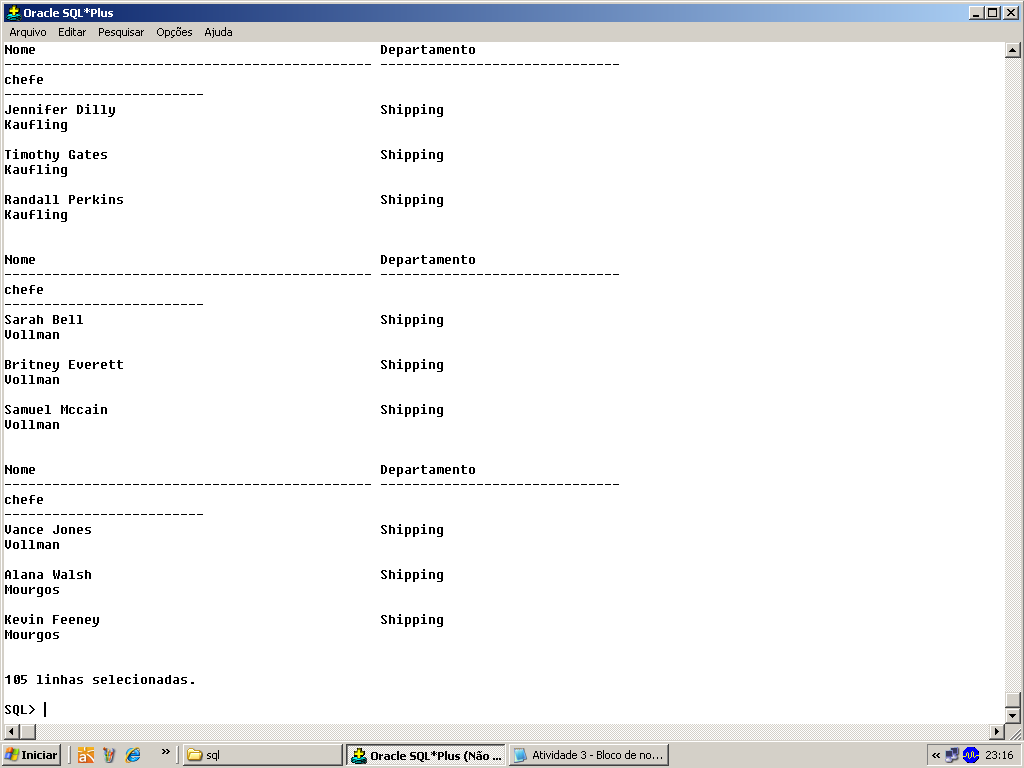 Oracle SQL*Plus
Arquivo Editar Pesquisar Opções Ajuda
Nome Departamento
---------------------------------------------- ------------------------------
chefe
-------------------------
Jennifer Dilly Shipping
Kaufling
Timothy Gates Shipping
Kaufling
Randall Perkins Shipping
Kaufling
Nome Departamento
---------------------------------------------- ------------------------------
chefe
-------------------------
Sarah Bell Shipping
Vollman
Britney Everett Shipping
Vollman
Samuel Mccain Shipping
Vollman
Nome Departamento
---------------------------------------------- ------------------------------
chefe
-------------------------
Vance Jones Shipping
Vollman
Alana Walsh Shipping
Mourgos
Kevin Feeney Shipping
Mourgos
105 linhas selecionadas.
SQL>
Iniciar » sql Oracle SQL*Plus (Não ... Atividade 3 - Bloco de no... « 23:16